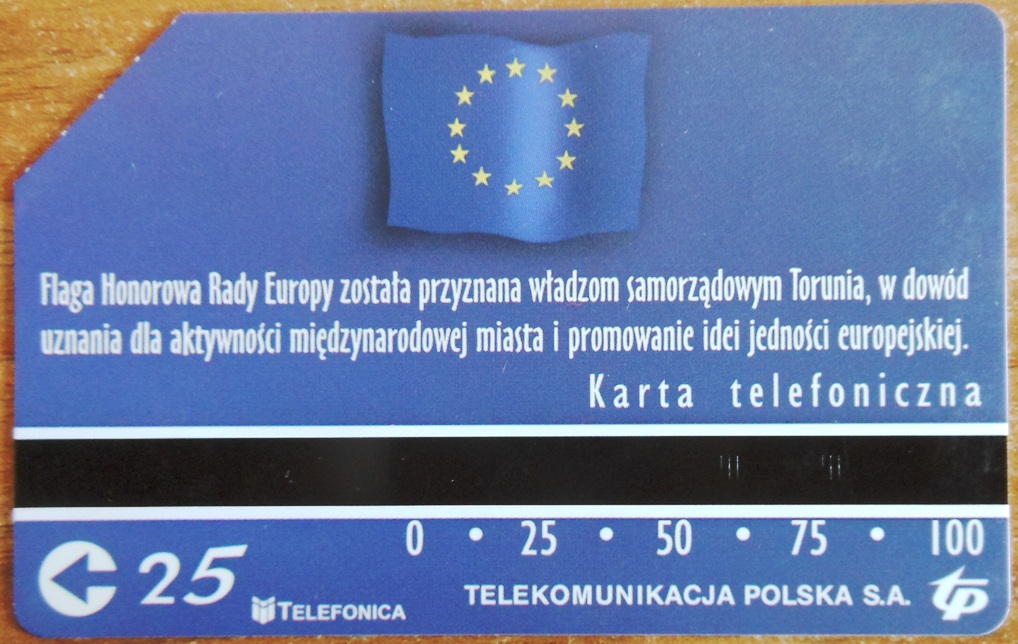 Flaga Honorowa Rady Europy została przyznana władzom samorządowym Torunia, w dowód
uznania dla aktywności międzynarodowej miasta i promowanie idei jedności europejskiej.
Karta telefoniczna
0 • 25 • 50 • 75 • 100
25
TELEFONICA
TELEKOMUNIKACJA POLSKA S.A.
tp